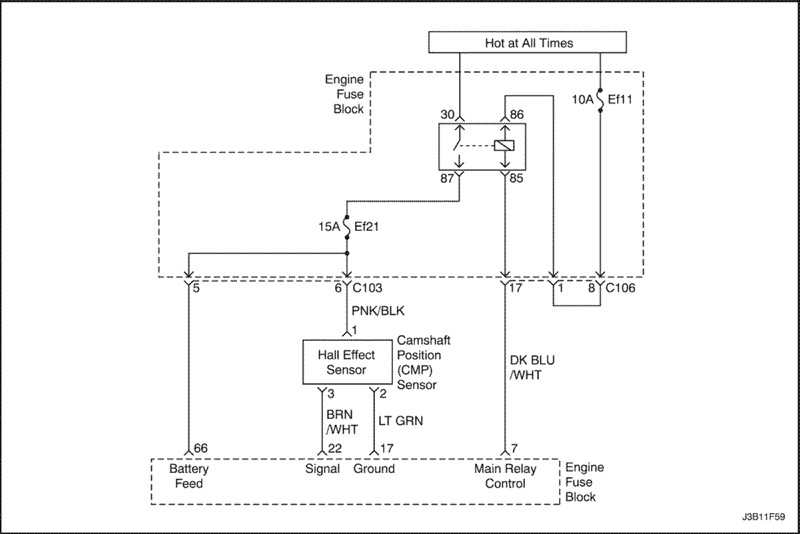 Hot at All Times
Engine
Fuse
Block
10A Ef11
30
86
87
85
15A Ef21
5
6 C103
17
1
8 C106
PNK/BLK
1
Hall Effect
Sensor
Camshaft
Position
(CMP)
Sensor
DK BLU
/WHT
3
2
BRN
/WHT
LT GRN
66
22
17
7
Battery
Feed
Signal
Ground
Main Relay
Control
Engine
Fuse
Block
J3B11F59